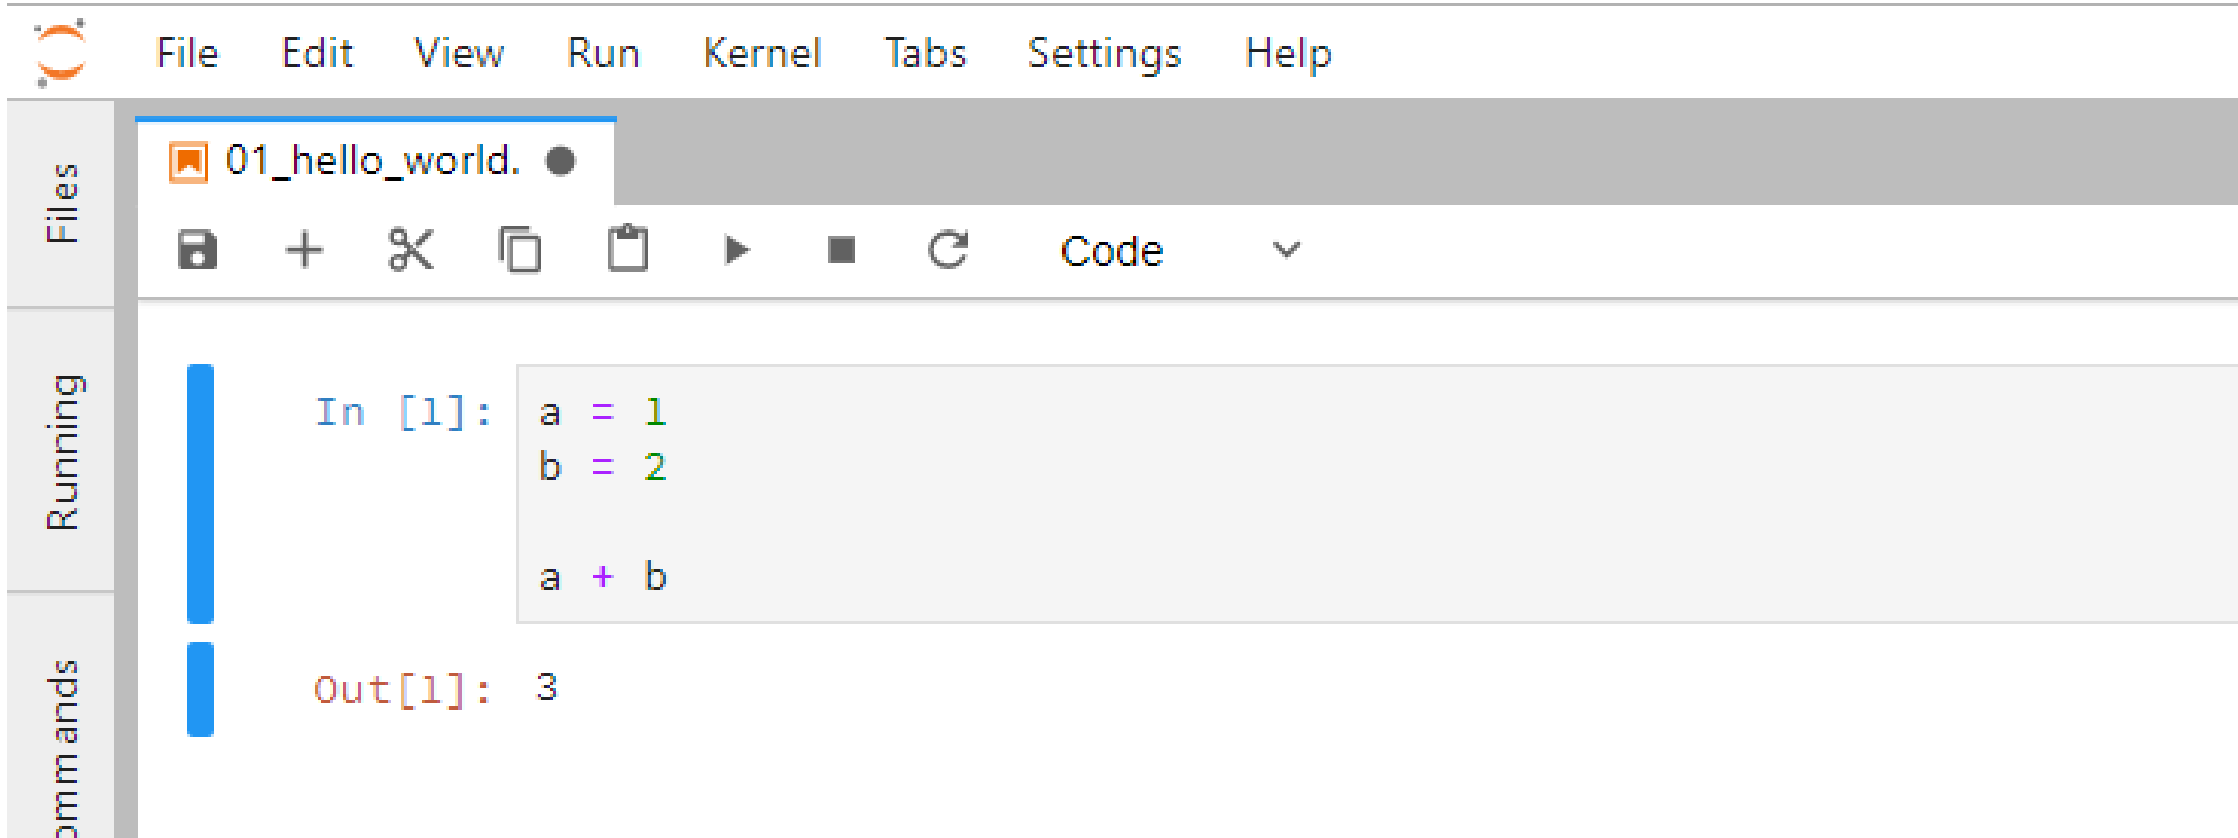 File Edit View Run Kernel Tabs Settings Help
01_hello_world.
Code
Files
Running
In [1]: a = 1
b = 2
a + b
Out[1]: 3